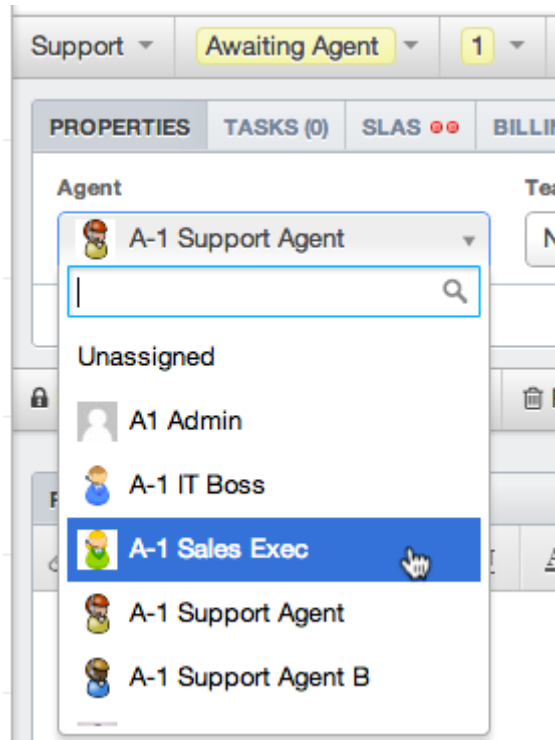 Support Awaiting Agent 1
PROPERTIES TASKS (0) SLAS
Agent
A-1 Support Agent
Unassigned
A1 Admin
A-1 IT Boss
A-1 Sales Exec
A-1 Support Agent
A-1 Support Agent B